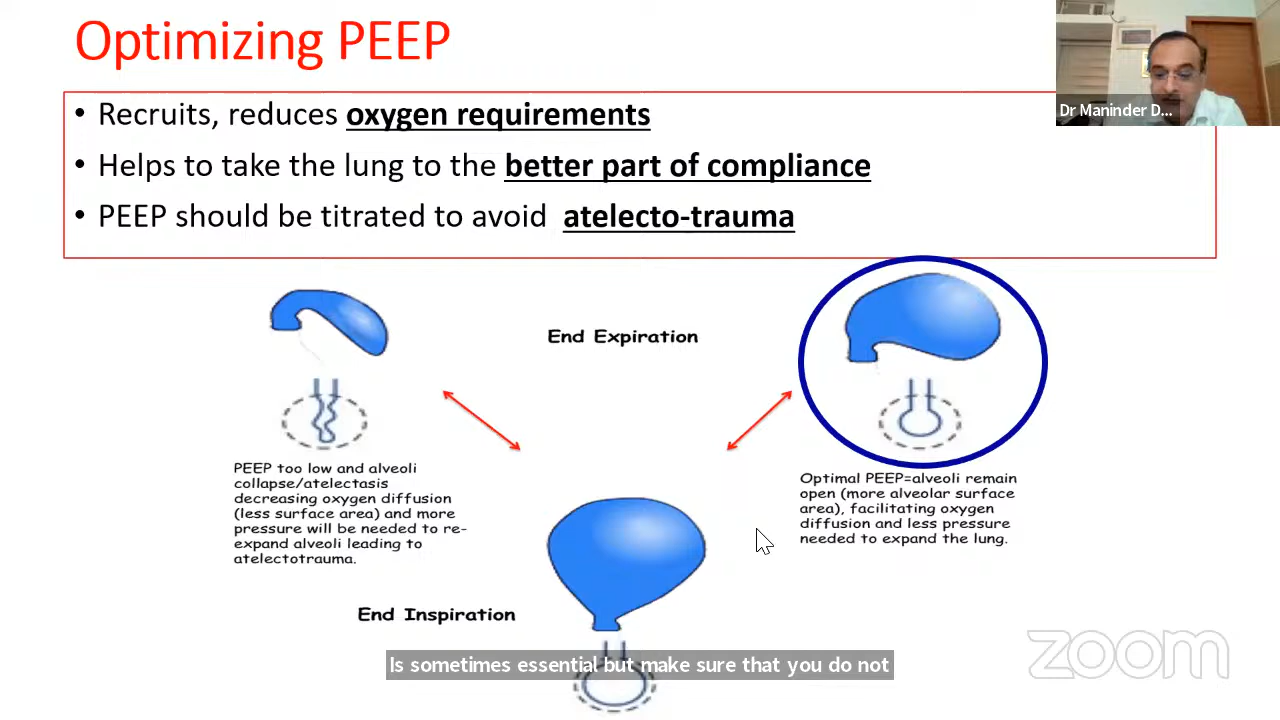 Optimizing PEEP
Dr Maninder D...
• Recruits, reduces oxygen requirements
• Helps to take the lung to the better part of compliance
• PEEP should be titrated to avoid atelecto-trauma
End Expiration
PEEP too low and alveoli
collapse/atelectasis
decreasing oxygen diffusion
(less surface area) and more
pressure will be needed to re-
expand alveoli leading to
atelectotrauma.
Optimal PEEP=alveoli remain
open (more alveolar surface
area), facilitating oxygen
diffusion and less pressure
needed to expand the lung.
End Inspiration
Is sometimes essential but make sure that you do not
zoom